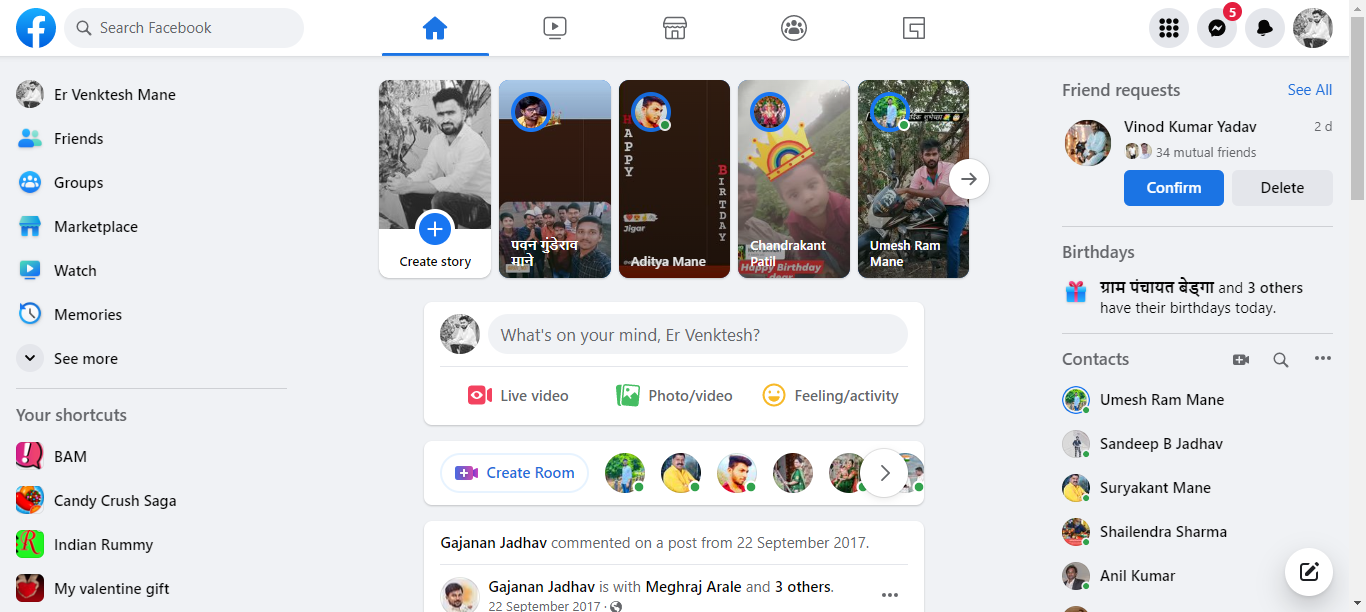 Search Facebook
5
Er Venktesh Mane
Friends
Groups
Marketplace
Watch
Memories
See more
Your shortcuts
BAM
Candy Crush Saga
Indian Rummy
My valentine gift
Create story
पवन गुंडेराव
माने
HAPPY
BIRTDAY
Jigar
Aditya Mane
Chandrakant
Patil
Happy Birthday
dear
Umesh Ram
Mane
What's on your mind, Er Venktesh?
Live video
Photo/video
Feeling/activity
Create Room
Gajanan Jadhav commented on a post from 22 September 2017.
Gajanan Jadhav is with Meghraj Arale and 3 others.
22 September 2017 ·
Friend requests
See All
Vinod Kumar Yadav
2 d
34 mutual friends
Confirm
Delete
Birthdays
ग्राम पंचायत बेड्गा and 3 others
have their birthdays today.
Contacts
Umesh Ram Mane
Sandeep B Jadhav
Suryakant Mane
Shailendra Sharma
Anil Kumar